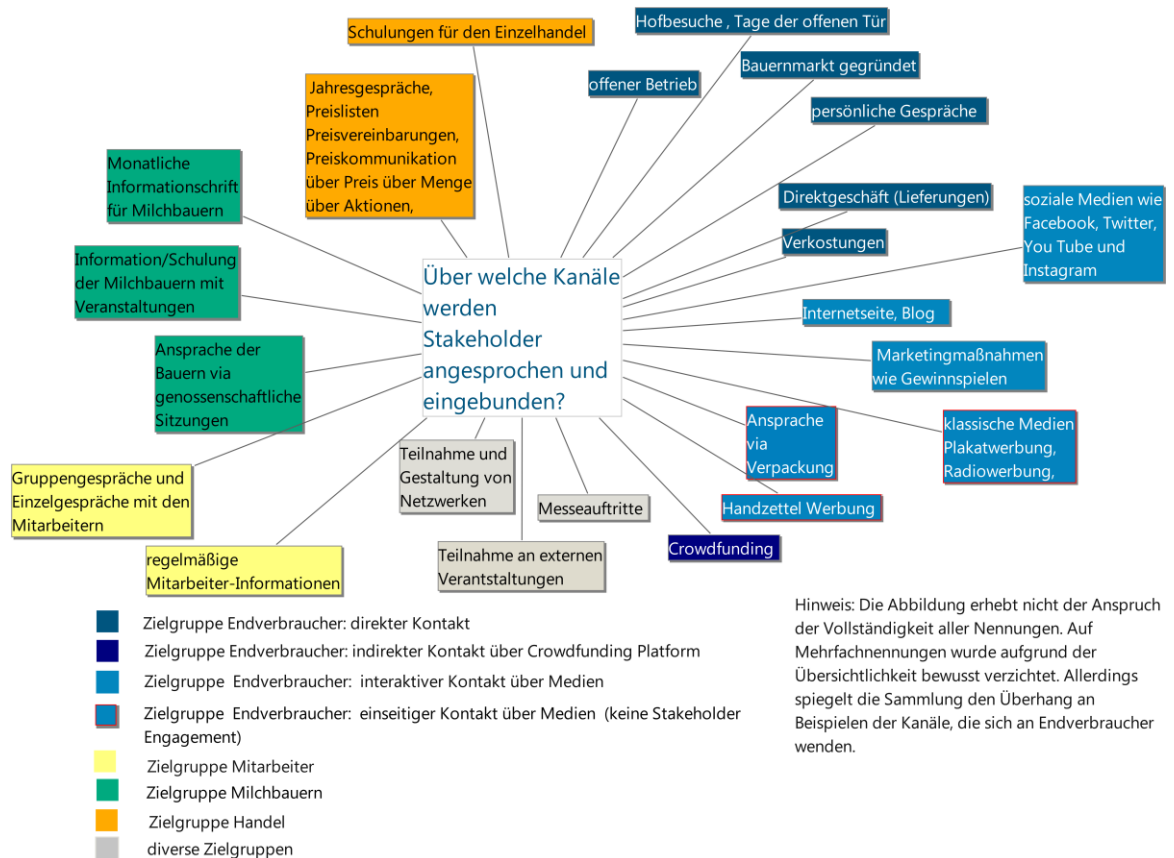 Hofbesuche , Tage der offenen Tür
Schulungen für den Einzelhandel
Bauernmarkt gegründet
offener Betrieb
Jahresgespräche,
Preislisten
Preisvereinbarungen,
Preiskommunikation
über Preis über Menge
über Aktionen,
persönliche Gespräche
Monatliche
Informationschrift
für Milchbauern
Direktgeschäft (Lieferungen)
soziale Medien wie
Facebook, Twitter,
You Tube und
Instagram
Verkostungen
Information/Schulung
der Milchbauern mit
Veranstaltungen
Über welche Kanäle
werden
Stakeholder
angesprochen und
eingebunden?
Internetseite, Blog
Ansprache der
Bauern via
genossenschaftliche
Sitzungen
Marketingmaßnahmen
wie Gewinnspielen
Ansprache
via
Verpackung
klassische Medien
Plakatwerbung,
Radiowerbung,
Gruppengespräche und
Einzelgespräche mit den
Mitarbeitern
Teilnahme und
Gestaltung von
Netzwerken
Messeauftritte
Handzettel Werbung
regelmäßige
Mitarbeiter-Informationen
Teilnahme an externen
Verantstaltungen
Crowdfunding
Zielgruppe Endverbraucher: direkter Kontakt
Zielgruppe Endverbraucher: indirekter Kontakt über Crowdfunding Platform
Zielgruppe Endverbraucher: interaktiver Kontakt über Medien
Zielgruppe Endverbraucher: einseitiger Kontakt über Medien (keine Stakeholder
Engagement)
Zielgruppe Mitarbeiter
Zielgruppe Milchbauern
Zielgruppe Handel
diverse Zielgruppen
Hinweis: Die Abbildung erhebt nicht der Anspruch
der Vollständigkeit aller Nennungen. Auf
Mehrfachnennungen wurde aufgrund der
Übersichtlichkeit bewusst verzichtet. Allerdings
spiegelt die Sammlung den Überhang an
Beispielen der Kanäle, die sich an Endverbraucher
wenden.